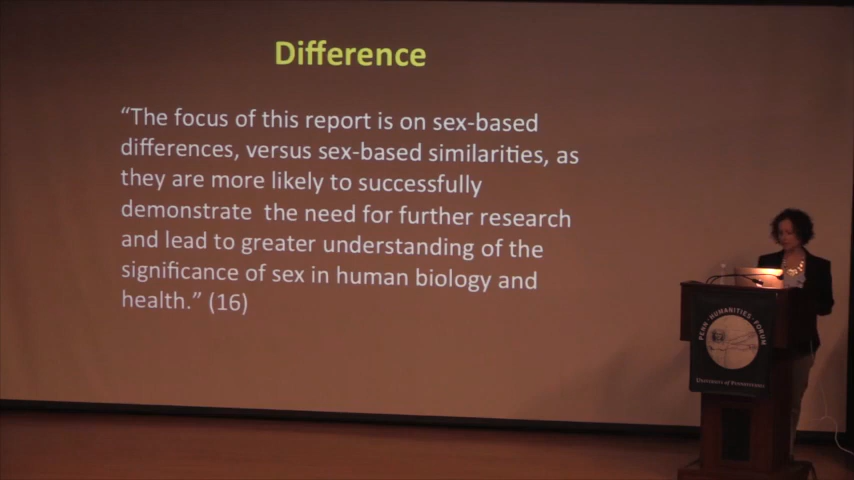 Difference
“The focus of this report is on sex-based
differences, versus sex-based similarities, as
they are more likely to successfully
demonstrate  the need for further research
and lead to greater understanding of the
significance of sex in human biology and
health.” (16)
PENN · HUMANITIES · FORUM
UNIVERSITY of PENNSYLVANIA